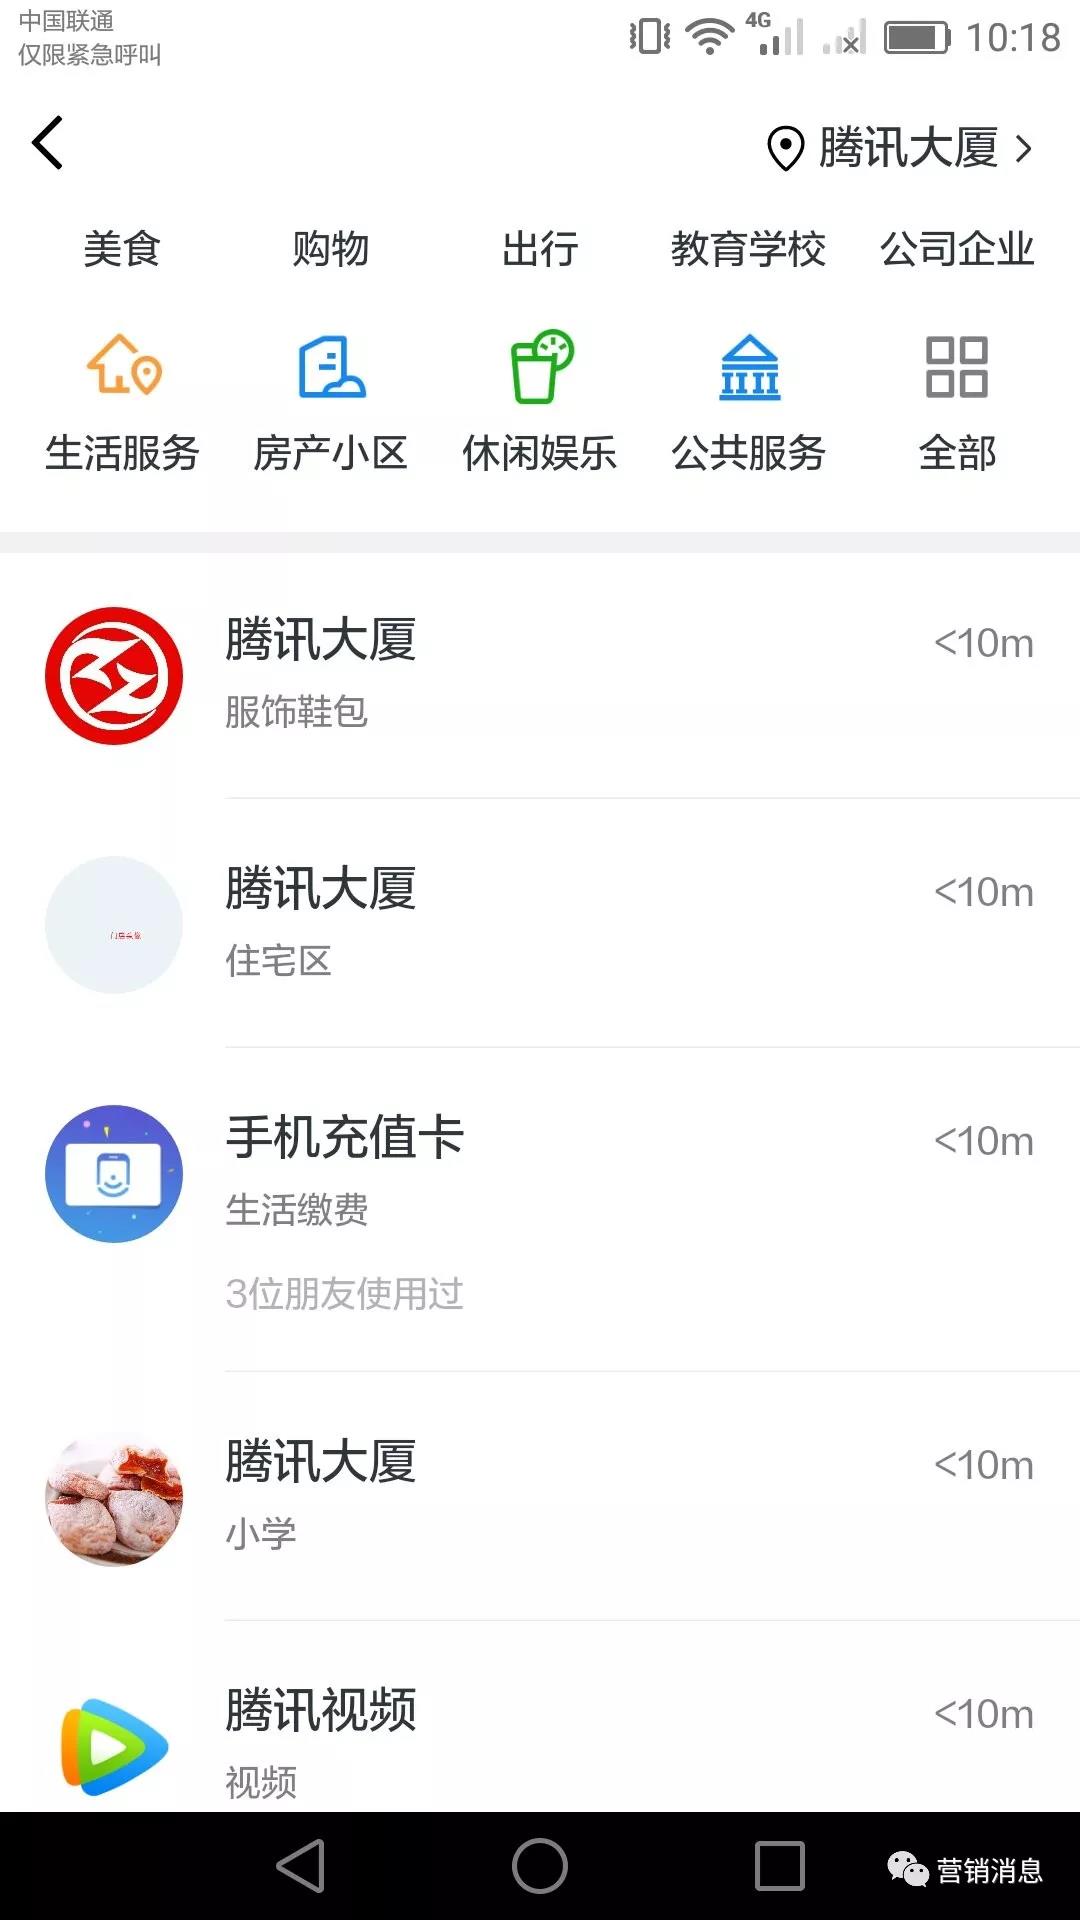 中国联通
仅限紧急呼叫
4G
10:18
腾讯大厦
美食 购物 出行 教育学校 公司企业
生活服务 房产小区 休闲娱乐 公共服务 全部
腾讯大厦 <10m
服饰鞋包
腾讯大厦 <10m
住宅区
手机充值卡 <10m
生活缴费
3位朋友使用过
腾讯大厦 <10m
小学
腾讯视频 <10m
视频
营销消息